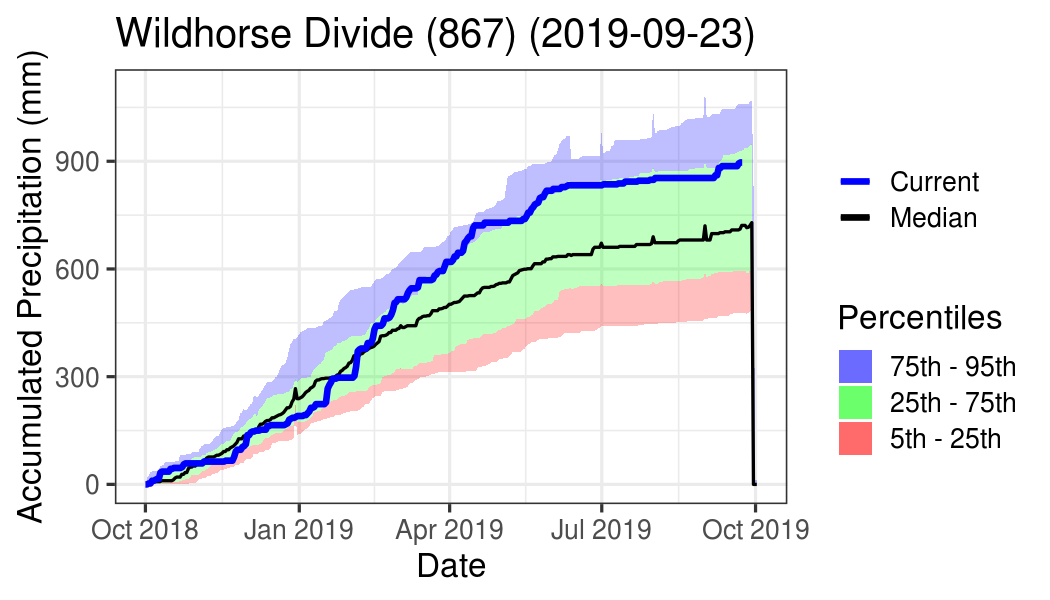 Wildhorse Divide (867) (2019-09-23)
Accumulated Precipitation (mm)
900
600
300
0
Oct 2018
Jan 2019
Apr 2019
Jul 2019
Oct 2019
Date
Current
Median
Percentiles
75th - 95th
25th - 75th
5th - 25th